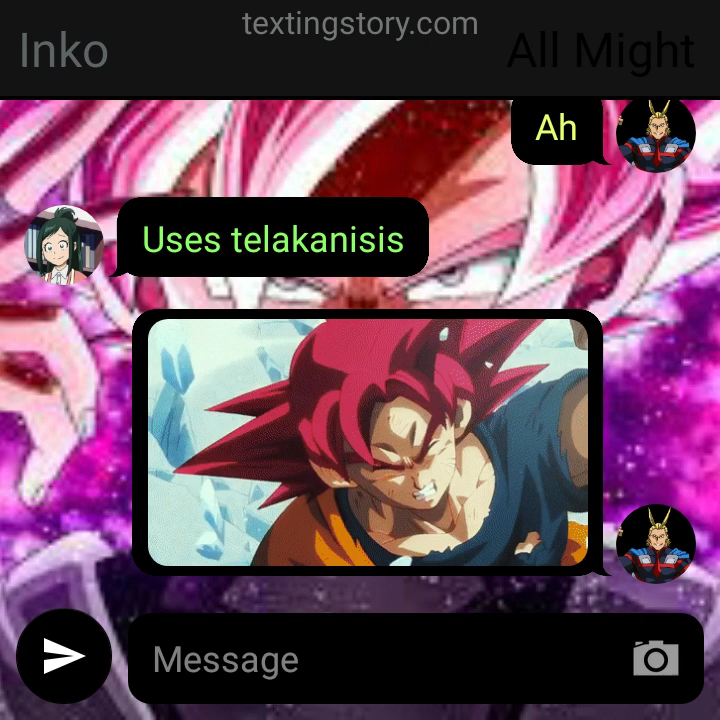 textingstory.com
Inko
All Might
Ah
Uses telakanisis
Message